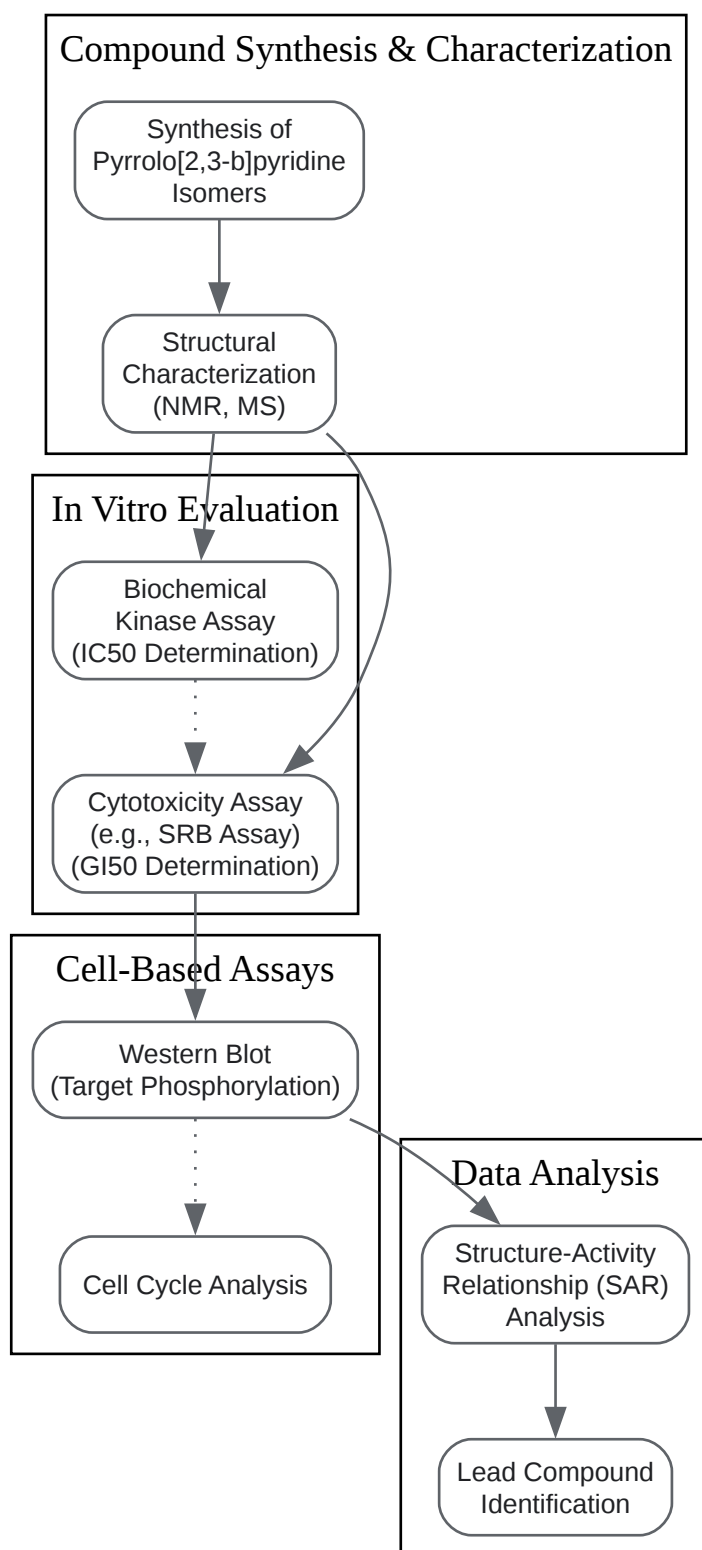 Compound Synthesis & Characterization
Synthesis of
Pyrrolo[2,3-b]pyridine
Isomers
Structural
Characterization
(NMR, MS)
In Vitro Evaluation
Biochemical
Kinase Assay
(IC50 Determination)
Cytotoxicity Assay
(e.g., SRB Assay)
(GI50 Determination)
Cell-Based Assays
Western Blot
(Target Phosphorylation)
Cell Cycle Analysis
Data Analysis
Structure-Activity
Relationship (SAR)
Analysis
Lead Compound
Identification